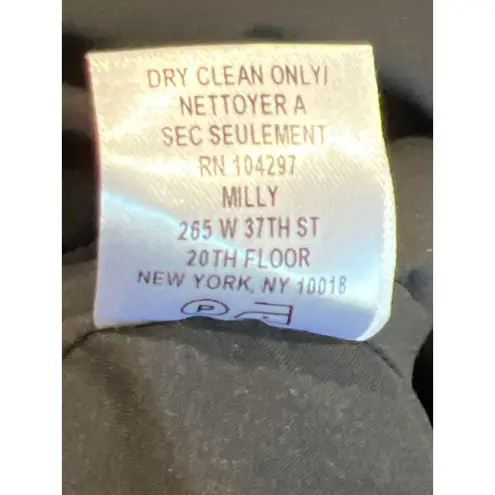 DRY CLEAN ONLY/
NETTOYER A
SEC SEULEMENT
RN 104297
MILLY
265 W 37TH ST
20TH FLOOR
NEW YORK, NY 10018
P